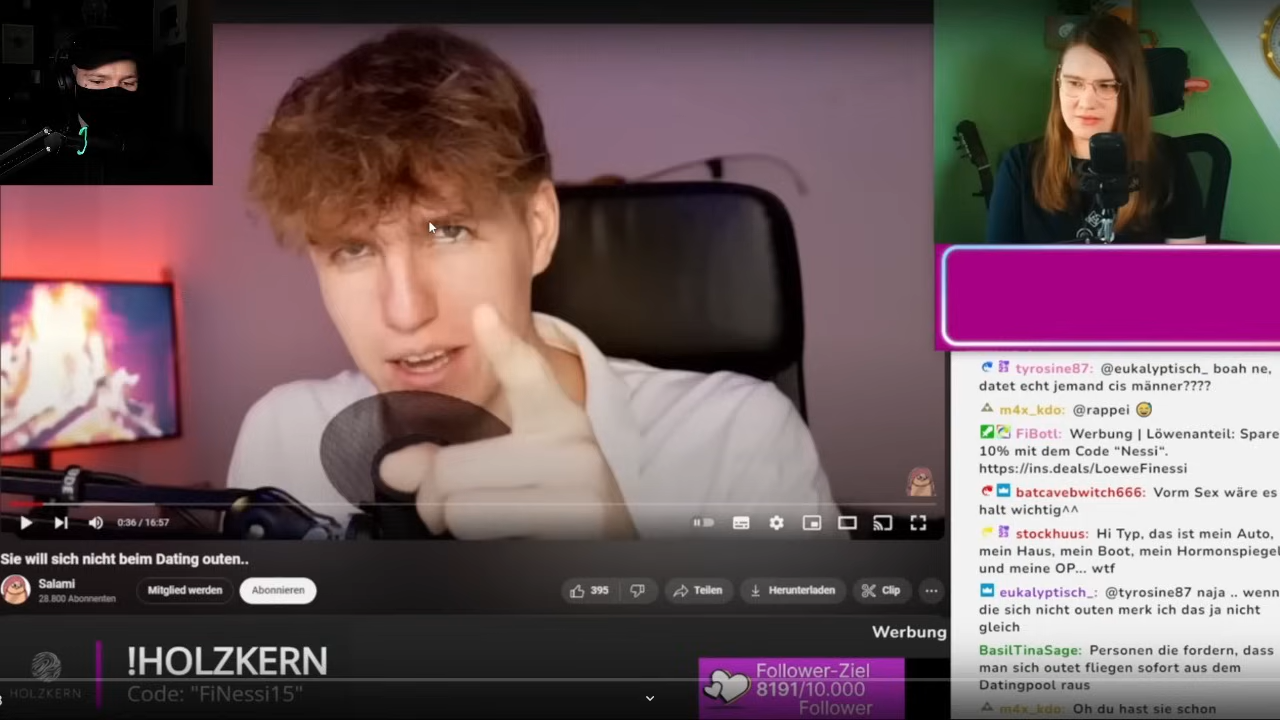 0:36 / 16:57
Sie will sich nicht beim Dating outen..
Salami
28.800 Abonnenten
Mitglied werden
Abonnieren
395
Teilen
Herunterladen
Clip
Werbung
!HOLZKERN
Code: "FiNessi15"
HOLZKERN
Follower-Ziel
8191/10.000
Follower
tyrosine87: @eukalyptisch_ boah ne,
datet echt jemand cis männer????
m4x_kdo: @rappei 😅
FiBotl: Werbung | Löwenanteil: Spare
10% mit dem Code "Nessi".
https://ins.deals/LoeweFinessi
batcavebwitch666: Vorm Sex wäre es
halt wichtig^^
stockhuus: Hi Typ, das ist mein Auto,
mein Haus, mein Boot, mein Hormonspiegel
und meine OP... wtf
eukalyptisch_: @tyrosine87 naja .. wenn
die sich nicht outen merk ich das ja nicht
gleich
BasilTinaSage: Personen die fordern, dass
man sich outet fliegen sofort aus dem
Datingpool raus
m4x_kdo: Oh du hast sie schon